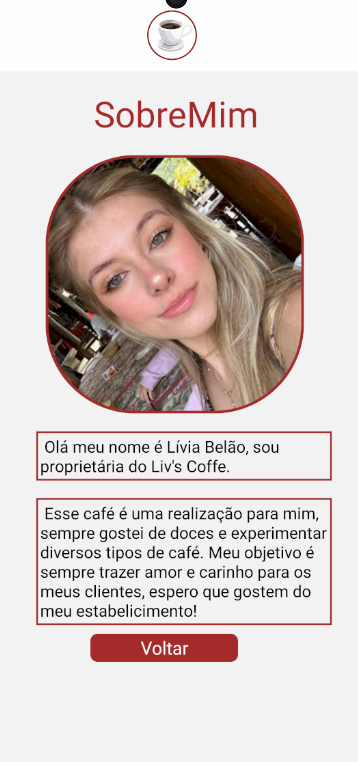 SobreMim
Olá meu nome é Lívia Belão, sou
proprietária do Liv's Coffe.
Esse café é uma realização para mim,
sempre gostei de doces e experimentar
diversos tipos de café. Meu objetivo é
sempre trazer amor e carinho para os
meus clientes, espero que gostem do
meu estabelicimento!
Voltar